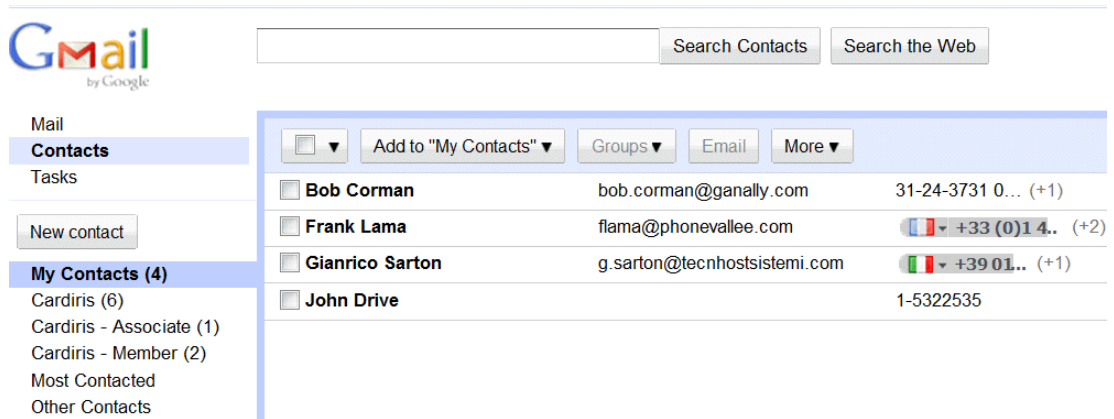 Gmail
by Google
Search Contacts Search the Web
Mail
Contacts
Tasks
New contact
My Contacts (4)
Cardiris (6)
Cardiris - Associate (1)
Cardiris - Member (2)
Most Contacted
Other Contacts
Add to "My Contacts" Groups Email More
Bob Corman bob.corman@ganally.com 31-24-3731 0... (+1)
Frank Lama flama@phonevallee.com +33 (0)1 4.. (+2)
Gianrico Sarton g.sarton@tecnhostsistemi.com +39 01... (+1)
John Drive 1-5322535